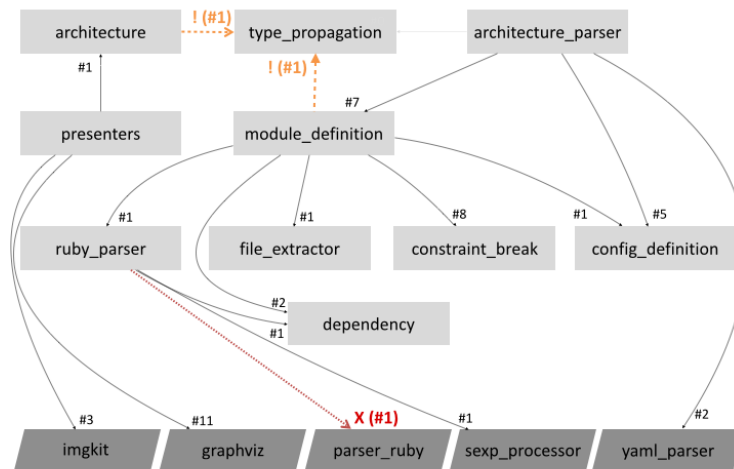 ! (#1)
architecture
type_propagation
architecture_parser
#1
! (#1)
#7
presenters
module_definition
#1
#1
#8
#1
#5
ruby_parser
file_extractor
constraint_break
config_definition
#2
dependency
#1
#3
#11
X (#1)
#1
#2
imgkit
graphviz
parser_ruby
sexp_processor
yaml_parser